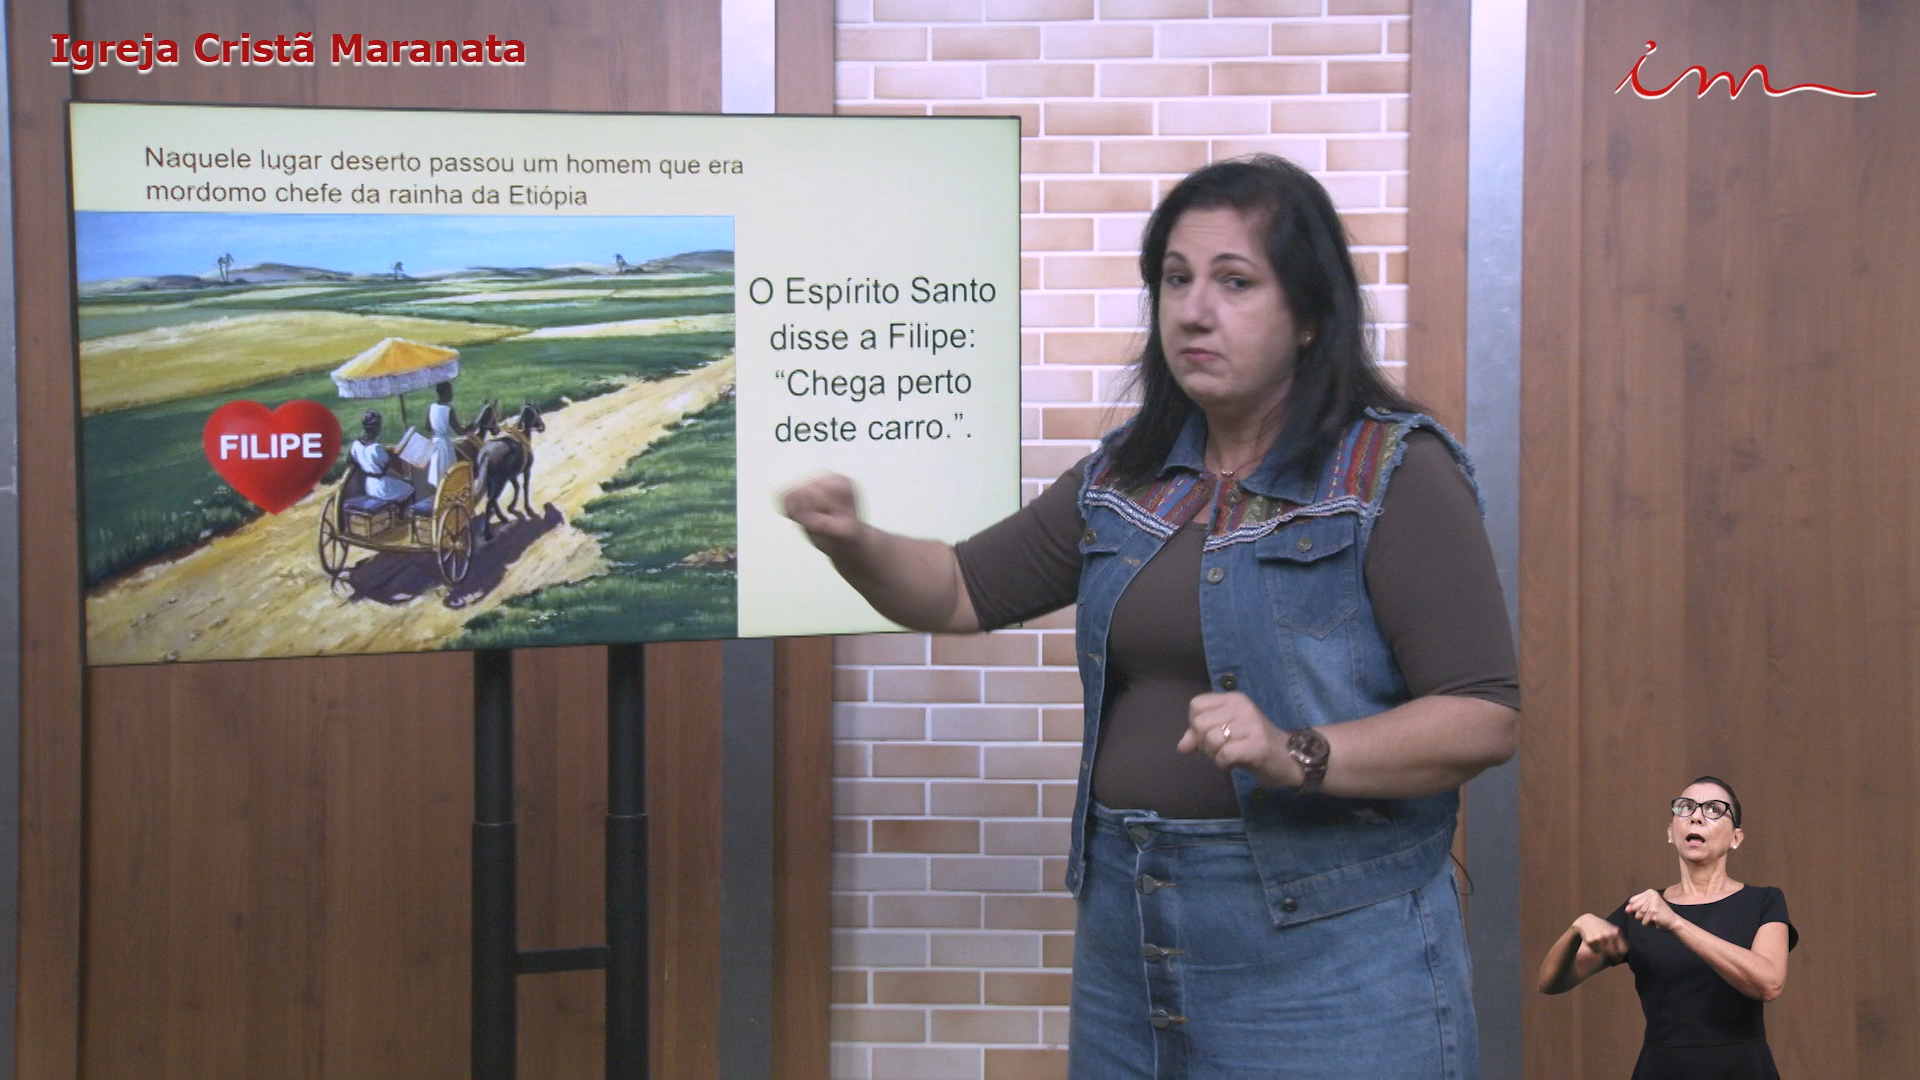 Igreja Cristã Maranata
im
Naquele lugar deserto passou um homem que era
mordomo chefe da rainha da Etiópia
O Espírito Santo
disse a Filipe:
“Chega perto
deste carro.”.
FILIPE